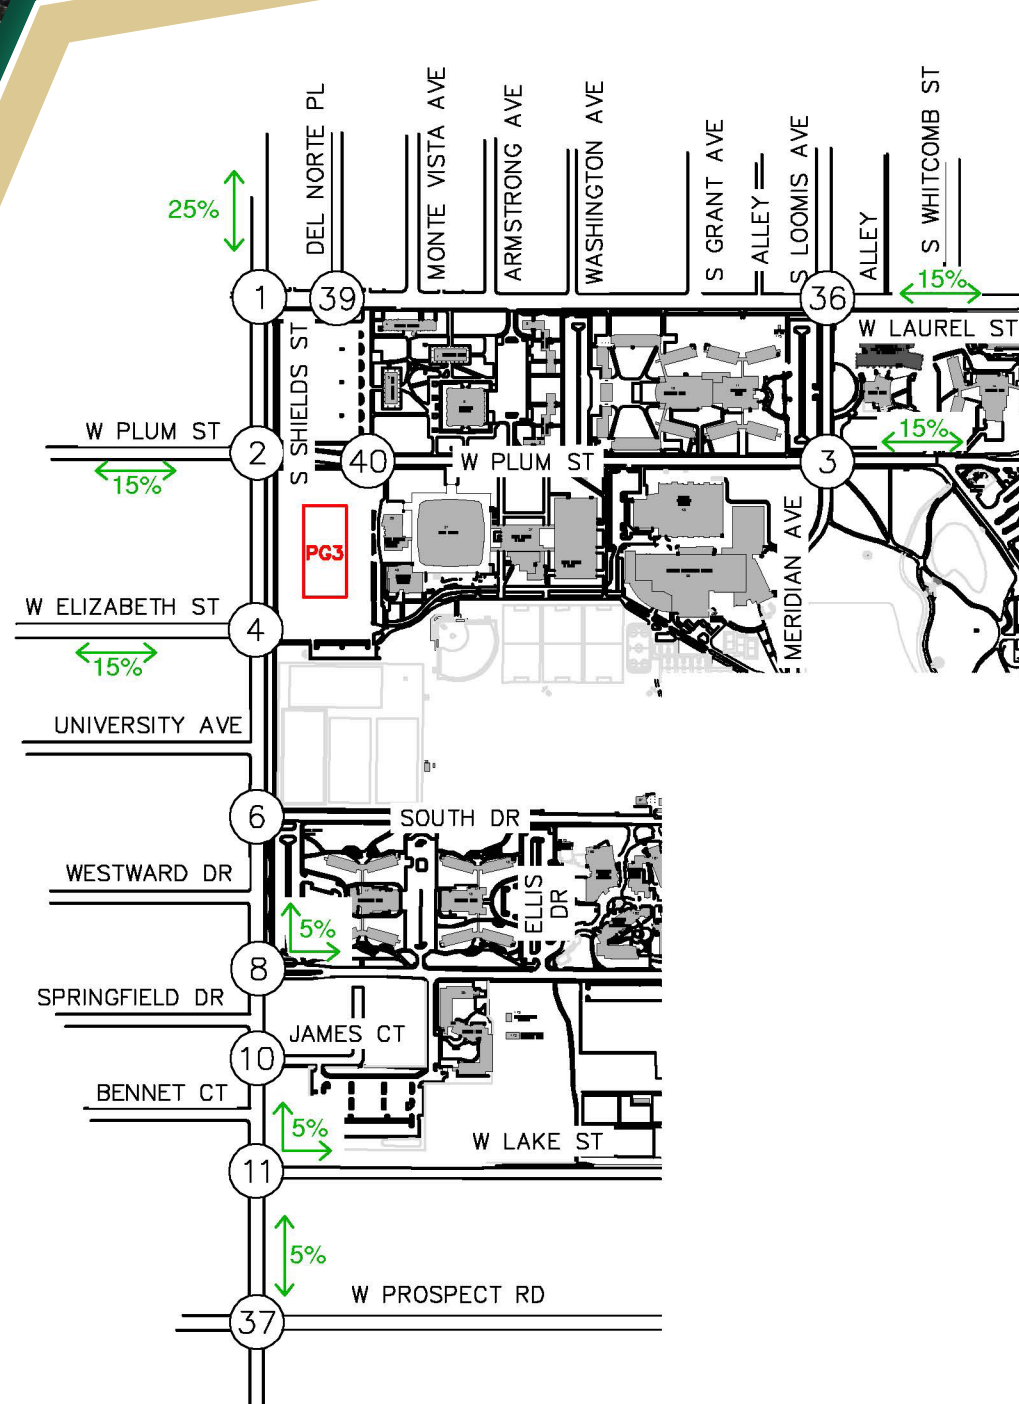 DEL NORTE PL
MONTE VISTA AVE
ARMSTRONG AVE
WASHINGTON AVE
S GRANT AVE
ALLEY
S LOOMIS AVE
ALLEY
S WHITCOMB ST
25%
15%
1
39
36
W LAUREL ST
S SHIELDS ST
W PLUM ST
15%
2
40
W PLUM ST
3
15%
PG3
MERIDIAN AVE
W ELIZABETH ST
4
15%
UNIVERSITY AVE
6
SOUTH DR
WESTWARD DR
ELLIS
DR
5%
8
SPRINGFIELD DR
JAMES CT
10
BENNET CT
5%
W LAKE ST
11
5%
W PROSPECT RD
37